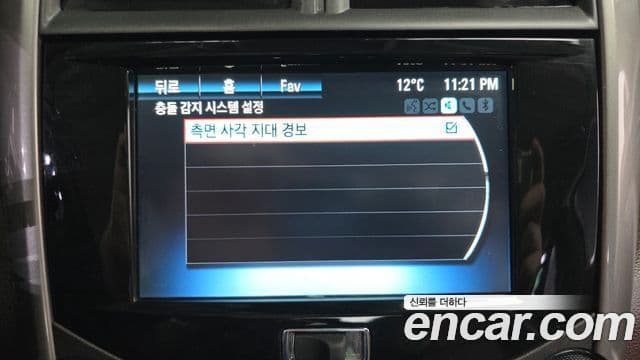 뒤로 홈 Fav 12°C 11:21 PM
충돌 감지 시스템 설정
측면 사각 지대 경보
신뢰를 더하다
encar.com